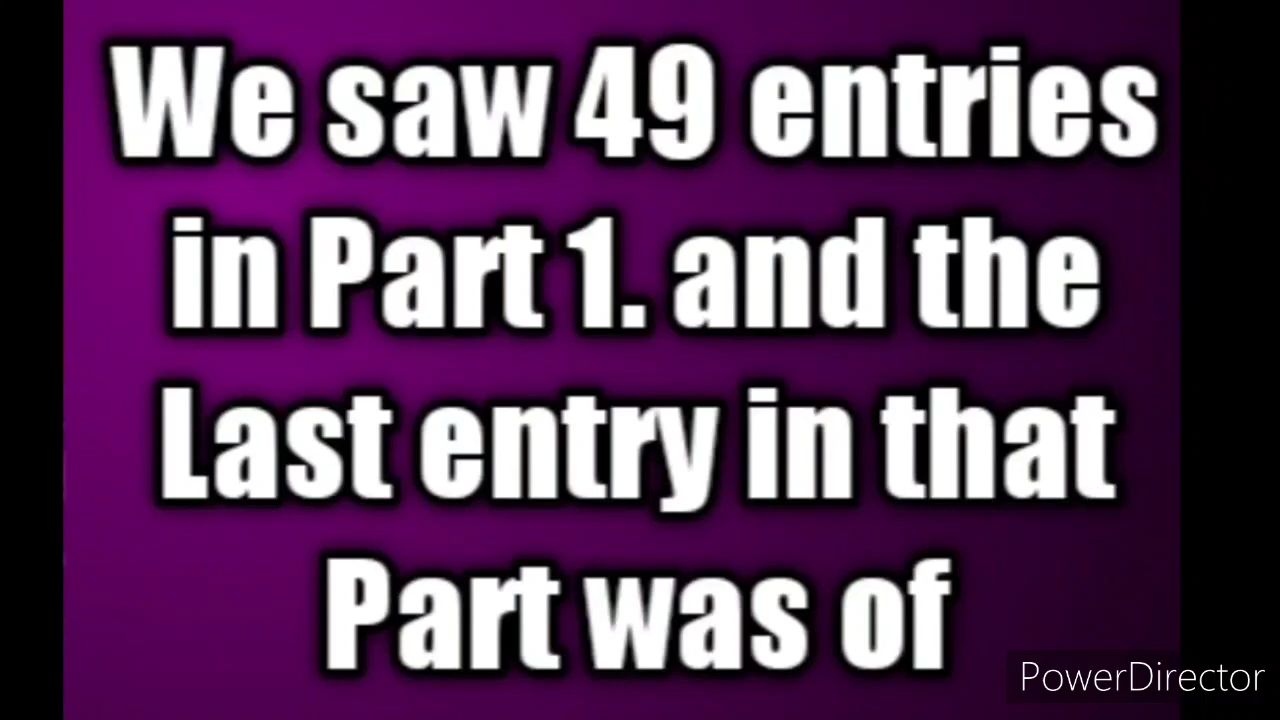 We saw 49 entries
in Part 1. and the
Last entry in that
Part was of
PowerDirector